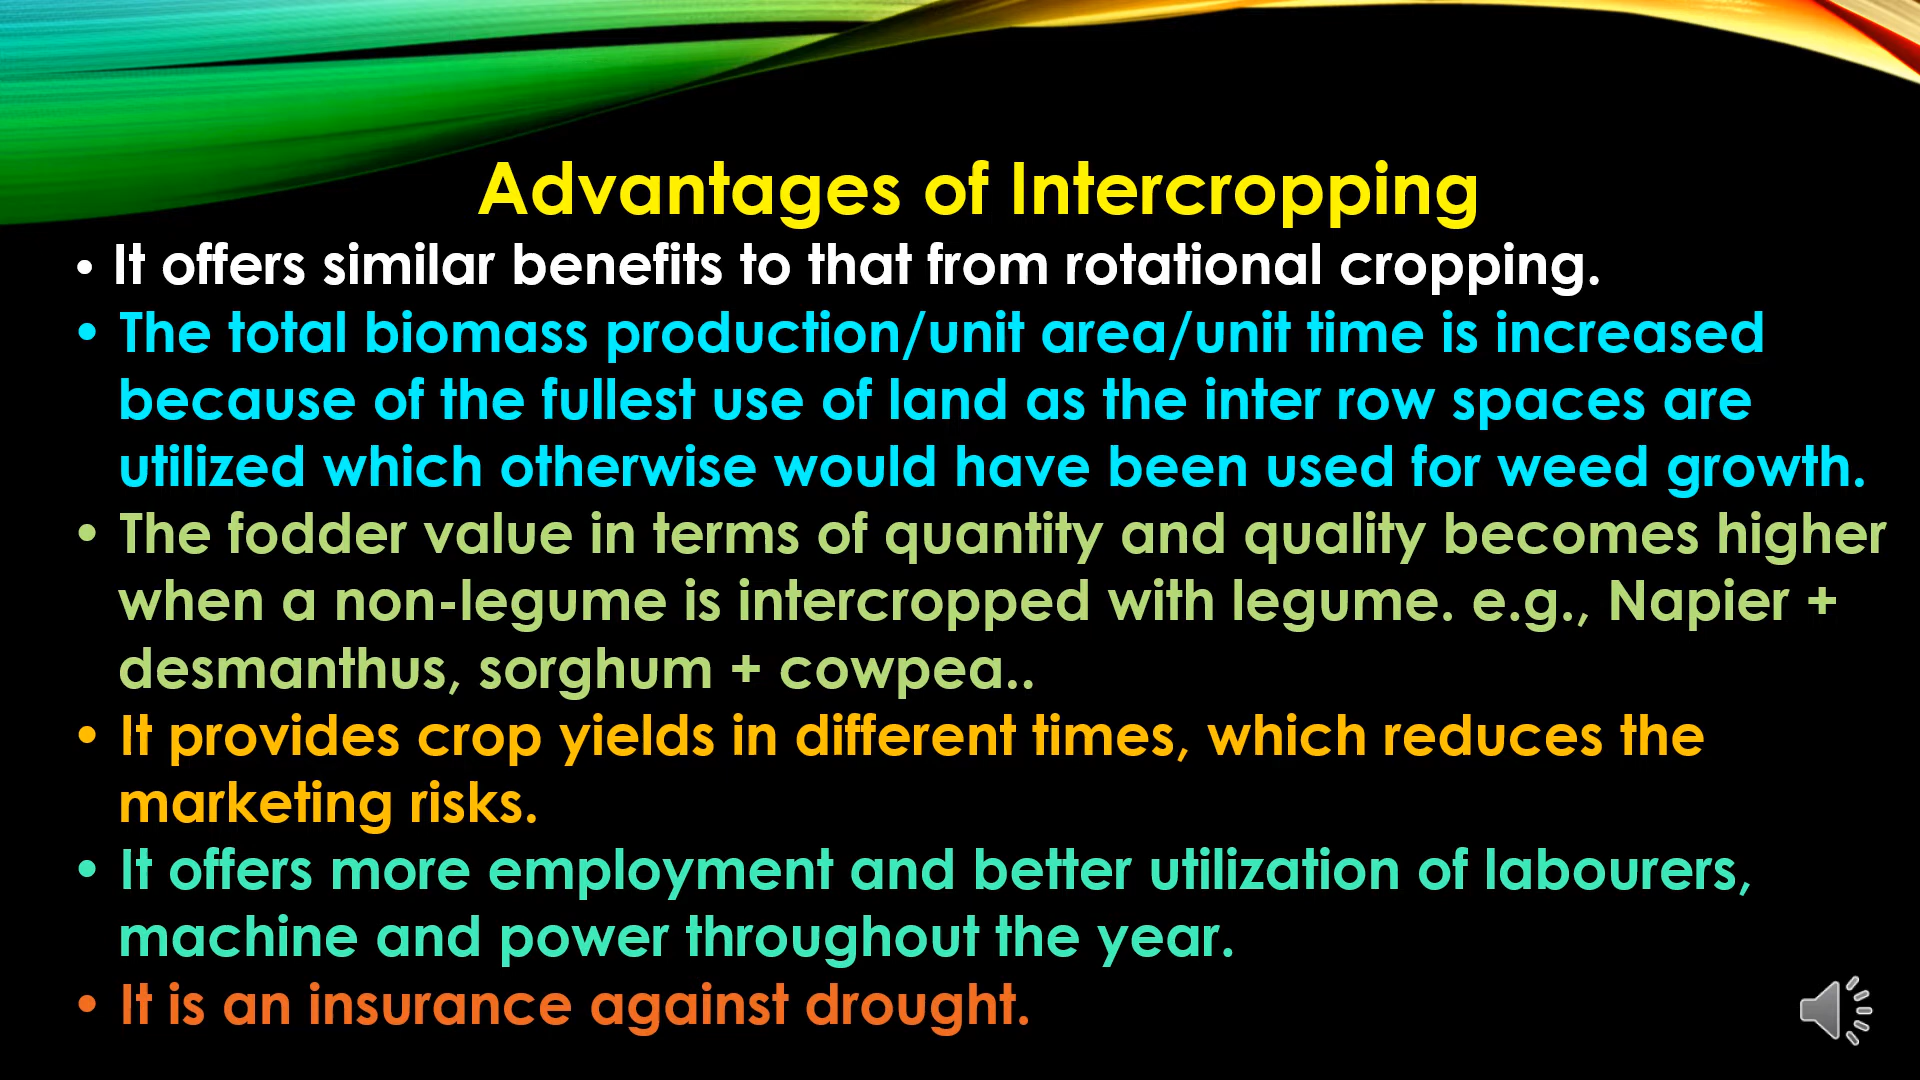 Advantages of Intercropping
• It offers similar benefits to that from rotational cropping.
• The total biomass production/unit area/unit time is increased
because of the fullest use of land as the inter row spaces are
utilized which otherwise would have been used for weed growth.
• The fodder value in terms of quantity and quality becomes higher
when a non-legume is intercropped with legume. e.g., Napier +
desmanthus, sorghum + cowpea..
• It provides crop yields in different times, which reduces the
marketing risks.
• It offers more employment and better utilization of labourers,
machine and power throughout the year.
• It is an insurance against drought.